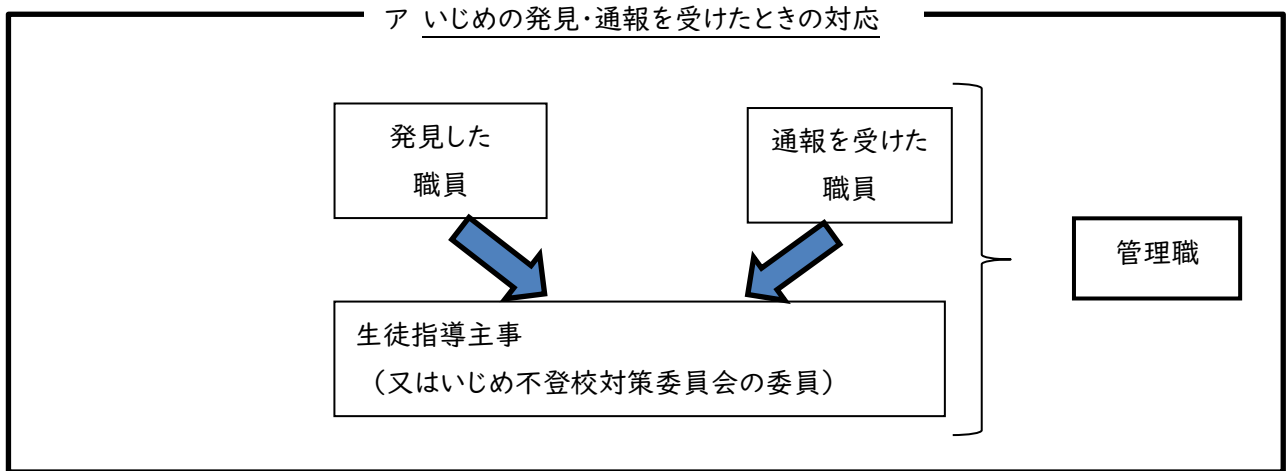 ア いじめの発見・通報を受けたときの対応
発見した
職員
通報を受けた
職員
管理職
生徒指導主事
（又はいじめ不登校対策委員会の委員）